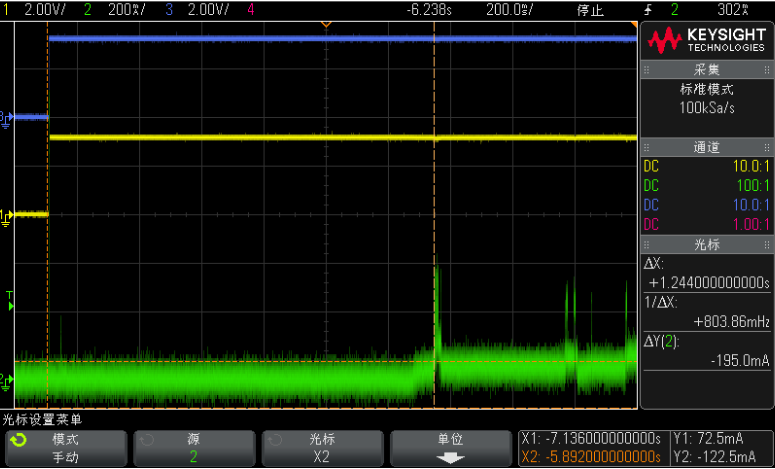 1 2.00V/ 2 200㎃/ 3 2.00V/ 4 -6.238s 200.0㎳/ 停止 2 302㎃
KEYSIGHT
TECHNOLOGIES
采集
标准模式
100kSa/s
通道
DC 10.0:1
DC 100:1
DC 10.0:1
DC 1.00:1
光标
ΔX:
+1.244000000000s
1/ΔX:
+803.86mHz
ΔY(2):
-195.0mA
3
1
T
2
光标设置菜单
模式
手动
源
2
光标
X2
单位
X1: -7.136000000000s Y1: 72.5mA
X2: -5.892000000000s Y2: -122.5mA